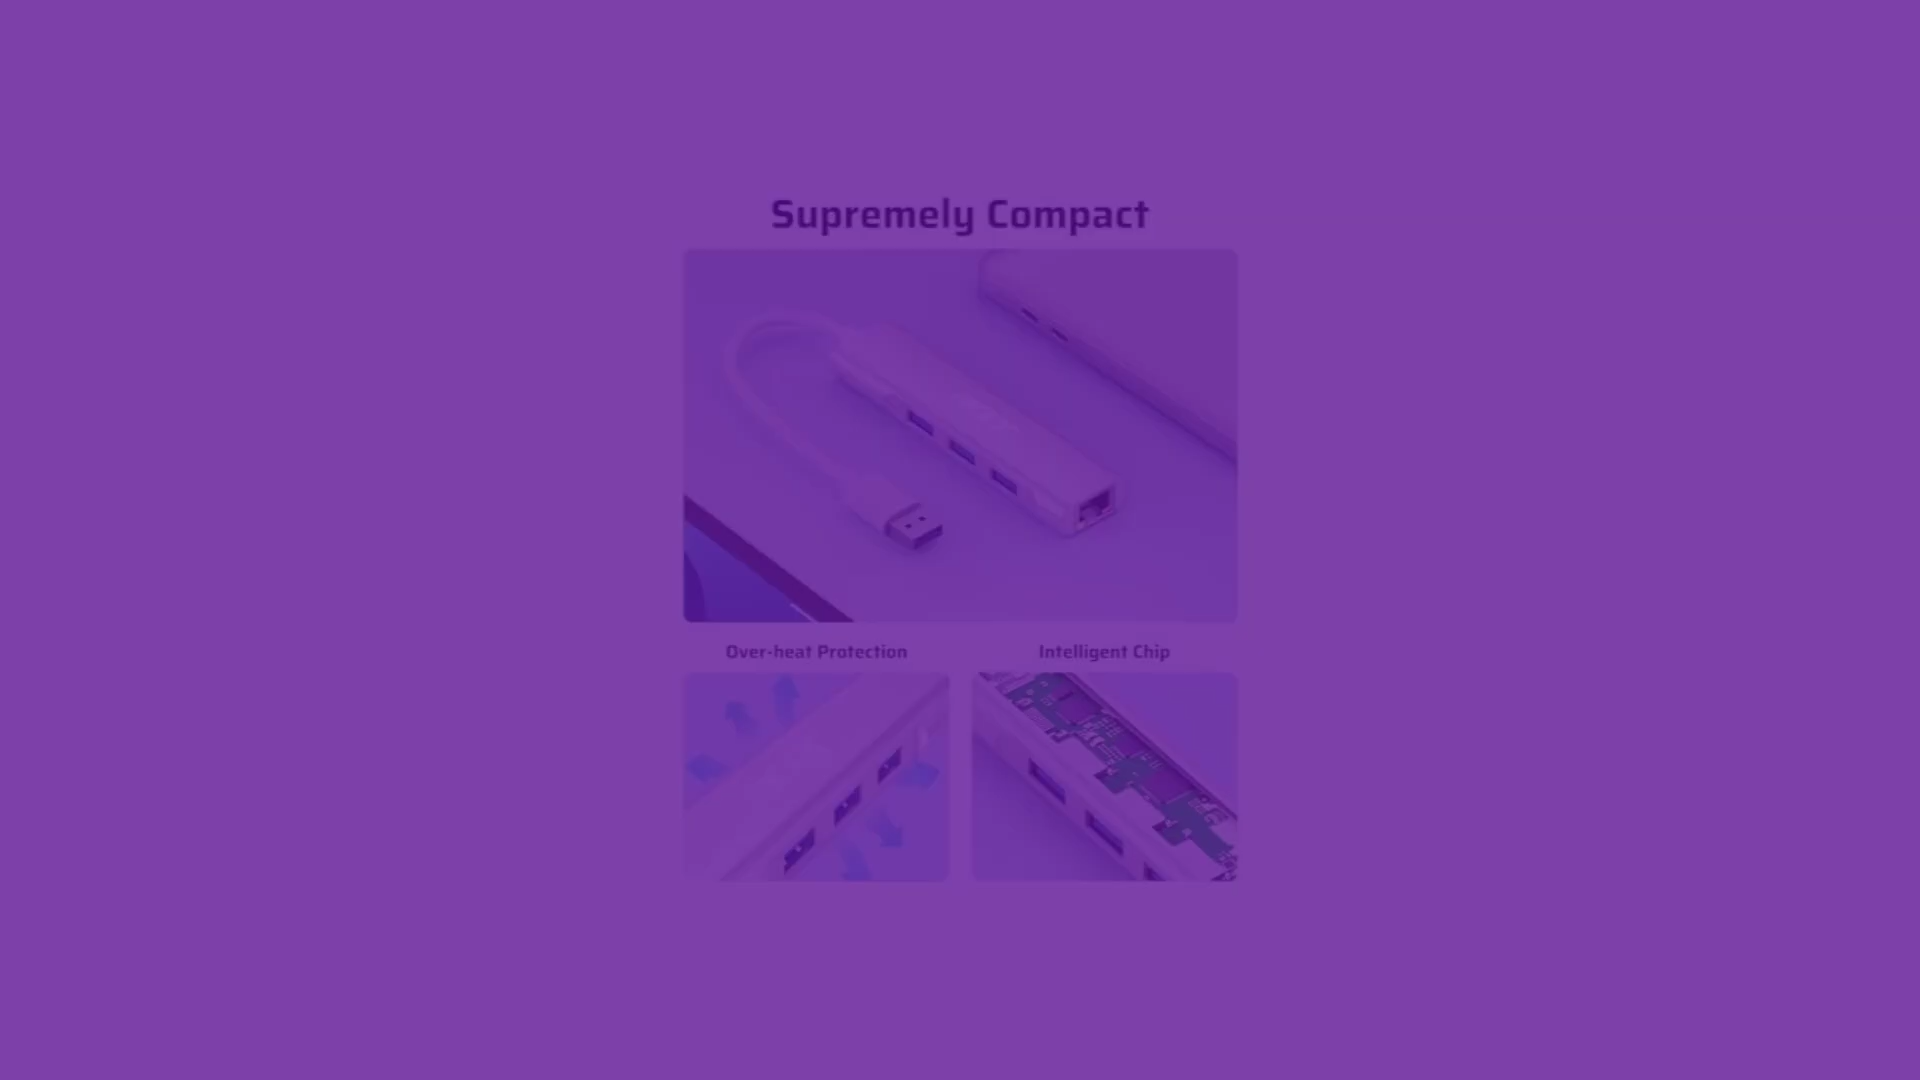 Supremely Compact
Over-heat Protection
Intelligent Chip